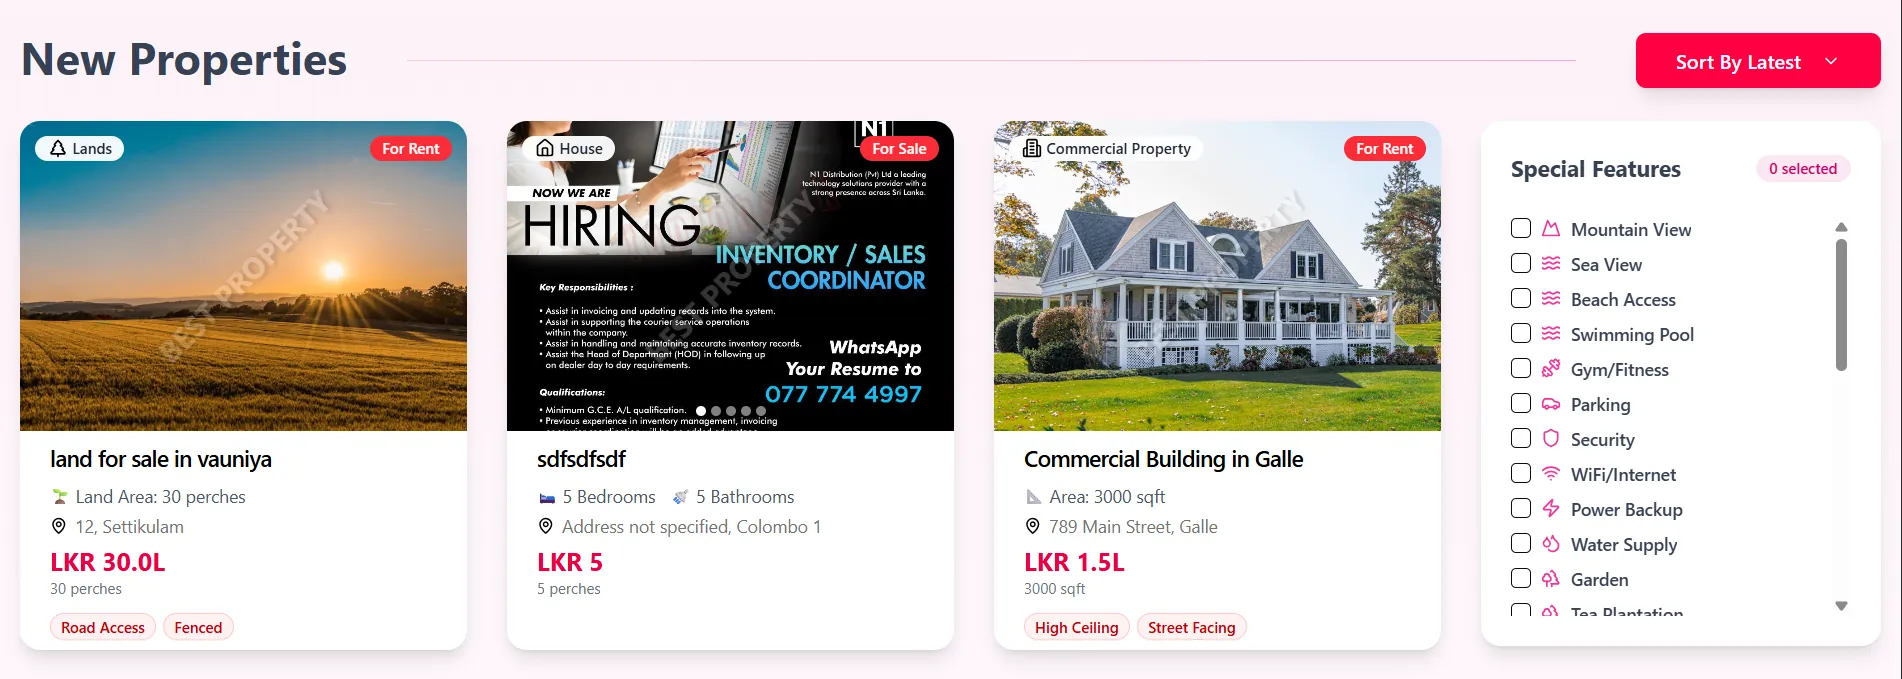 New Properties
Sort By Latest
Lands
For Rent
BEST PROPERTY
land for sale in vauniya
Land Area: 30 perches
12, Settikulam
LKR 30.0L
30 perches
Road Access
Fenced
House
For Sale
N1
N1 Distribution (Pvt) Ltd a leading
technology solutions provider with a
strong presence across Sri Lanka.
NOW WE ARE
HIRING
INVENTORY / SALES
COORDINATOR
Key Responsibilities :
• Assist in invoicing and updating records into the system.
• Assist in supporting the courier service operations
within the company.
• Assist in handling and maintaining accurate inventory records.
• Assist the Head of Department (HOD) in following up
on dealer day to day requirements.
WhatsApp
Your Resume to
077 774 4997
Qualifications:
• Minimum G.C.E. A/L qualification.
• Previous experience in inventory management, invoicing
BEST PROPERTY
sdfsdfsdf
5 Bedrooms 5 Bathrooms
Address not specified, Colombo 1
LKR 5
5 perches
Commercial Property
For Rent
BEST PROPERTY
Commercial Building in Galle
Area: 3000 sqft
789 Main Street, Galle
LKR 1.5L
3000 sqft
High Ceiling
Street Facing
Special Features
0 selected
Mountain View
Sea View
Beach Access
Swimming Pool
Gym/Fitness
Parking
Security
WiFi/Internet
Power Backup
Water Supply
Garden
Tea Plantation